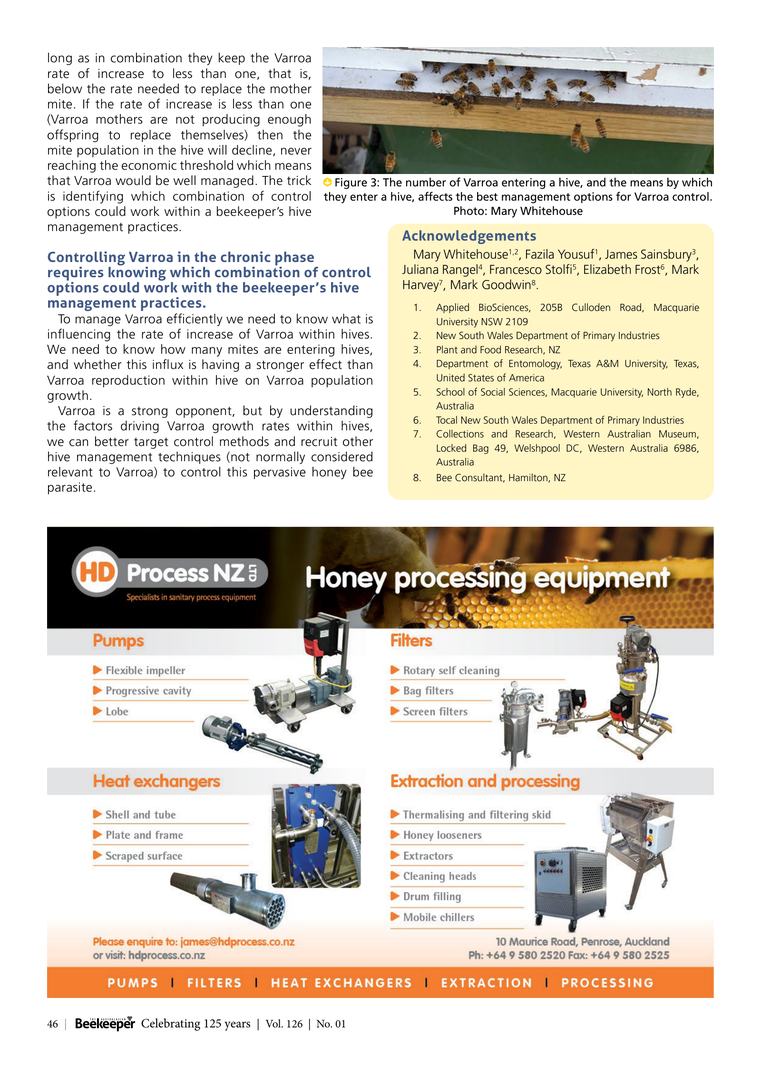 long as in combination they keep the Varroa
rate of increase to less than one, that is,
below the rate needed to replace the mother
mite. If the rate of increase is less than one
(Varroa mothers are not producing enough
offspring to replace themselves) then the
mite population in the hive will decline, never
reaching the economic threshold which means
that Varroa would be well managed. The trick
is identifying which combination of control
options could work within a beekeeper's hive
management practices.
Figure 3: The number of Varroa entering a hive, and the means by which
they enter a hive, affects the best management options for Varroa control.
Photo: Mary Whitehouse
Controlling Varroa in the chronic phase
requires knowing which combination of control
options could work with the beekeeper's hive
management practices.
To manage Varroa efficiently we need to know what is
influencing the rate of increase of Varroa within hives.
We need to know how many mites are entering hives,
and whether this influx is having a stronger effect than
Varroa reproduction within hive on Varroa population
growth.
Varroa is a strong opponent, but by understanding
the factors driving Varroa growth rates within hives,
we can better target control methods and recruit other
hive management techniques (not normally considered
relevant to Varroa) to control this pervasive honey bee
parasite.
Acknowledgements
Mary Whitehouse1,2, Fazila Yousuf1, James Sainsbury3,
Juliana Rangel4, Francesco Stolfi5, Elizabeth Frost6, Mark
Harvey7, Mark Goodwin8.
1. Applied BioSciences, 205B Culloden Road, Macquarie
University NSW 2109
2. New South Wales Department of Primary Industries
3. Plant and Food Research, NZ
4. Department of Entomology, Texas A&M University, Texas,
United States of America
5. School of Social Sciences, Macquarie University, North Ryde,
Australia
6. Tocal New South Wales Department of Primary Industries
7. Collections and Research, Western Australian Museum,
Locked Bag 49, Welshpool DC, Western Australia 6986,
Australia
8. Bee Consultant, Hamilton, NZ
HD Process NZ LTD
Specialists in sanitary process equipment
Honey processing equipment
Pumps
Flexible impeller
Progressive cavity
Lobe
Filters
Rotary self cleaning
Bag filters
Screen filters
Heat exchangers
Shell and tube
Plate and frame
Scraped surface
Extraction and processing
Thermalising and filtering skid
Honey looseners
Extractors
Cleaning heads
Drum filling
Mobile chillers
Please enquire to: james@hdprocess.co.nz
or visit: hdprocess.co.nz
10 Maurice Road, Penrose, Auckland
Ph: +64 9 580 2520 Fax: +64 9 580 2525
PUMPS | FILTERS | HEAT EXCHANGERS | EXTRACTION | PROCESSING
46 | Beekeeper Celebrating 125 years | Vol. 126 | No. 01